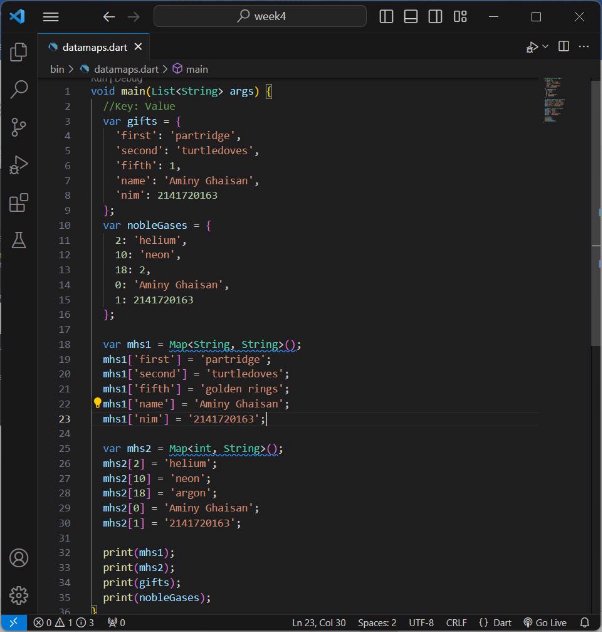 week4
datamaps.dart
bin > datamaps.dart > main
Run | Debug
1 void main(List<String> args) {
2 //Key: Value
3 var gifts = {
4 'first': 'partridge',
5 'second': 'turtledoves',
6 'fifth': 1,
7 'name': 'Aminy Ghaisan',
8 'nim': 2141720163
9 };
10 var nobleGases = {
11 2: 'helium',
12 10: 'neon',
13 18: 2,
14 0: 'Aminy Ghaisan',
15 1: 2141720163
16 };
17
18 var mhs1 = Map<String, String>();
19 mhs1['first'] = 'partridge';
20 mhs1['second'] = 'turtledoves';
21 mhs1['fifth'] = 'golden rings';
22 mhs1['name'] = 'Aminy Ghaisan';
23 mhs1['nim'] = '2141720163';
24
25 var mhs2 = Map<int, String>();
26 mhs2[2] = 'helium';
27 mhs2[10] = 'neon';
28 mhs2[18] = 'argon';
29 mhs2[0] = 'Aminy Ghaisan';
30 mhs2[1] = '2141720163';
31
32 print(mhs1);
33 print(mhs2);
34 print(gifts);
35 print(nobleGases);
36 }
0 1 3 0 Ln 23, Col 30 Spaces: 2 UTF-8 CRLF {} Dart Go Live